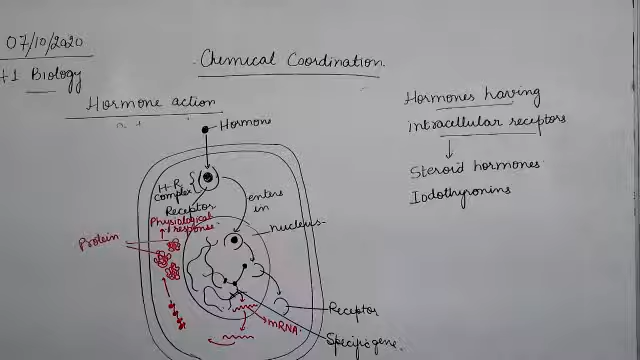 07/10/2020
+1 Biology
Chemical Coordination
Hormone action
Hormones having
intracellular receptors
Steroid hormones
Iodothyronins
Hormone
H-R
complex
Receptor
enters
in
Physiological
response
nucleus
Protein
Receptor
mRNA
Specific gene